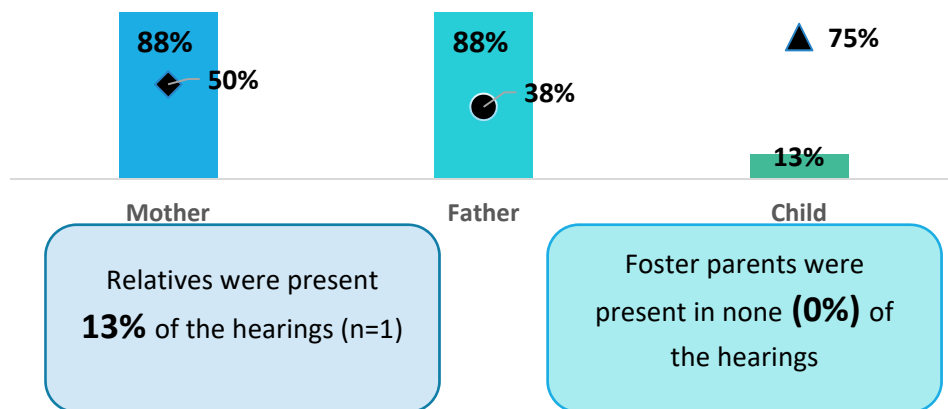 88%
50%
88%
38%
75%
13%
Mother
Father
Child
Relatives were present
13% of the hearings (n=1)
Foster parents were
present in none (0%) of
the hearings